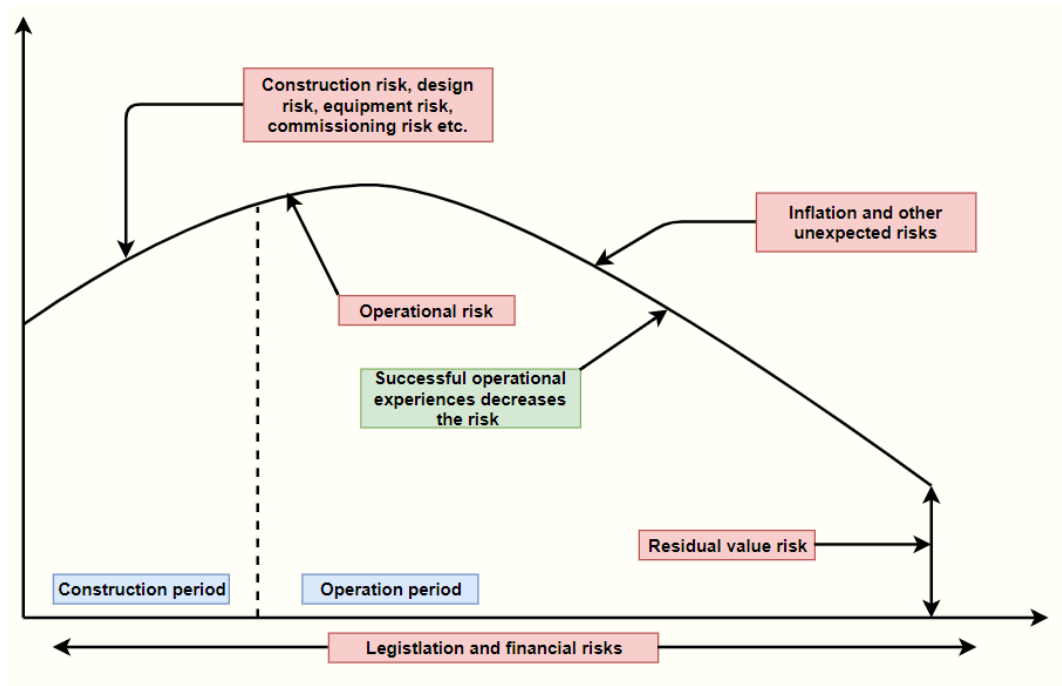 Construction risk, design
risk, equipment risk,
commissioning risk etc.
Inflation and other
unexpected risks
Operational risk
Successful operational
experiences decreases
the risk
Residual value risk
Construction period
Operation period
Legistlation and financial risks